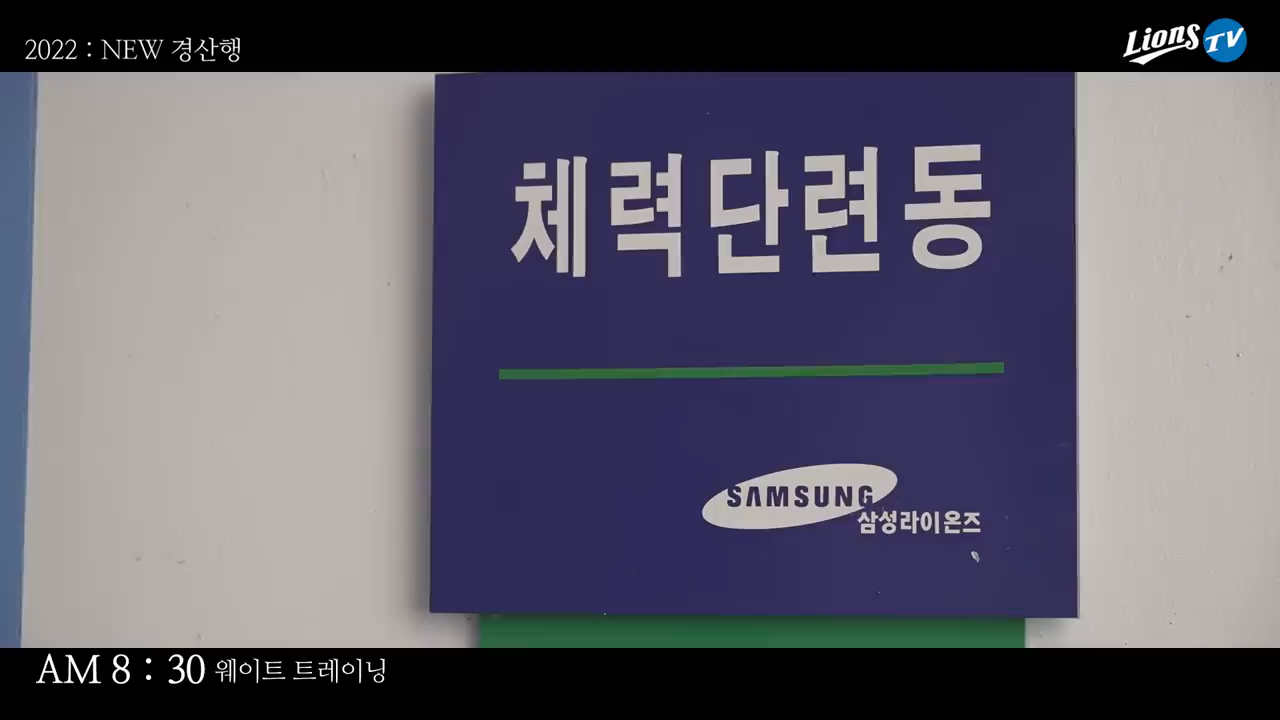 2022 : NEW 경산행
Lions TV
체력단련동
SAMSUNG
삼성라이온즈
AM 8 : 30 웨이트 트레이닝